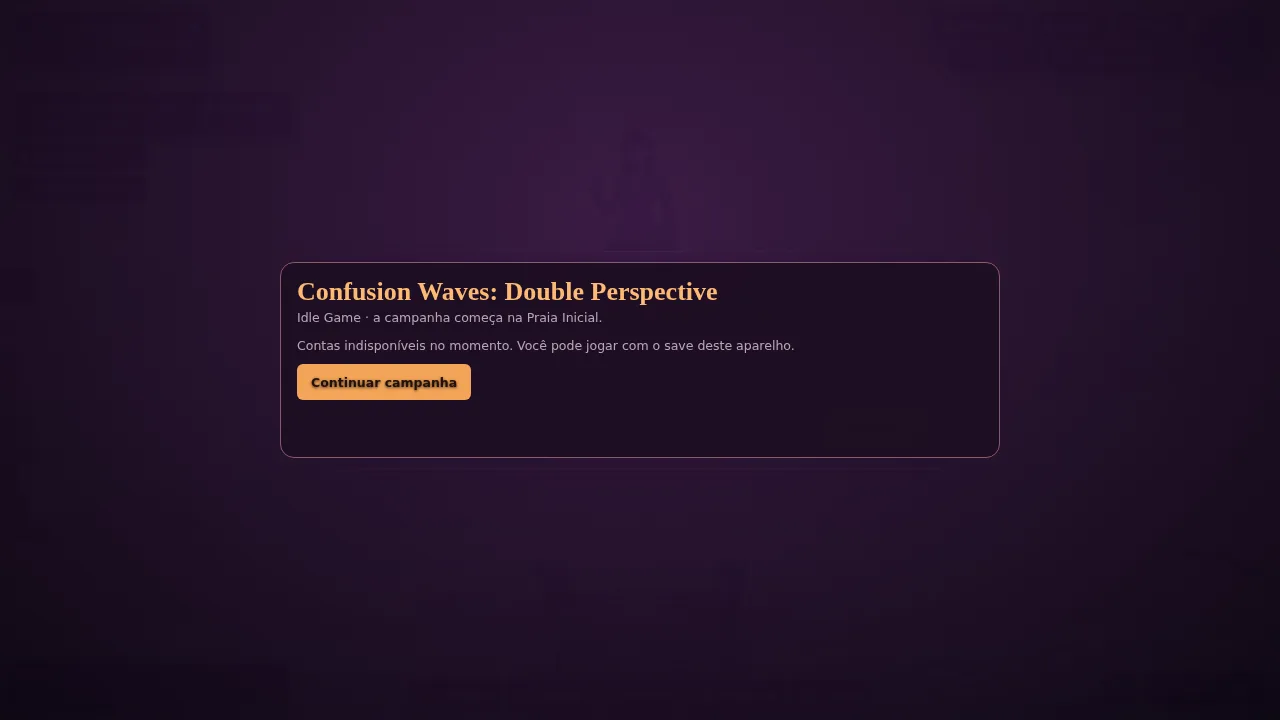 Confusion Waves: Double Perspective
Idle Game · a campanha começa na Praia Inicial.
Contas indisponíveis no momento. Você pode jogar com o save deste aparelho.
Continuar campanha